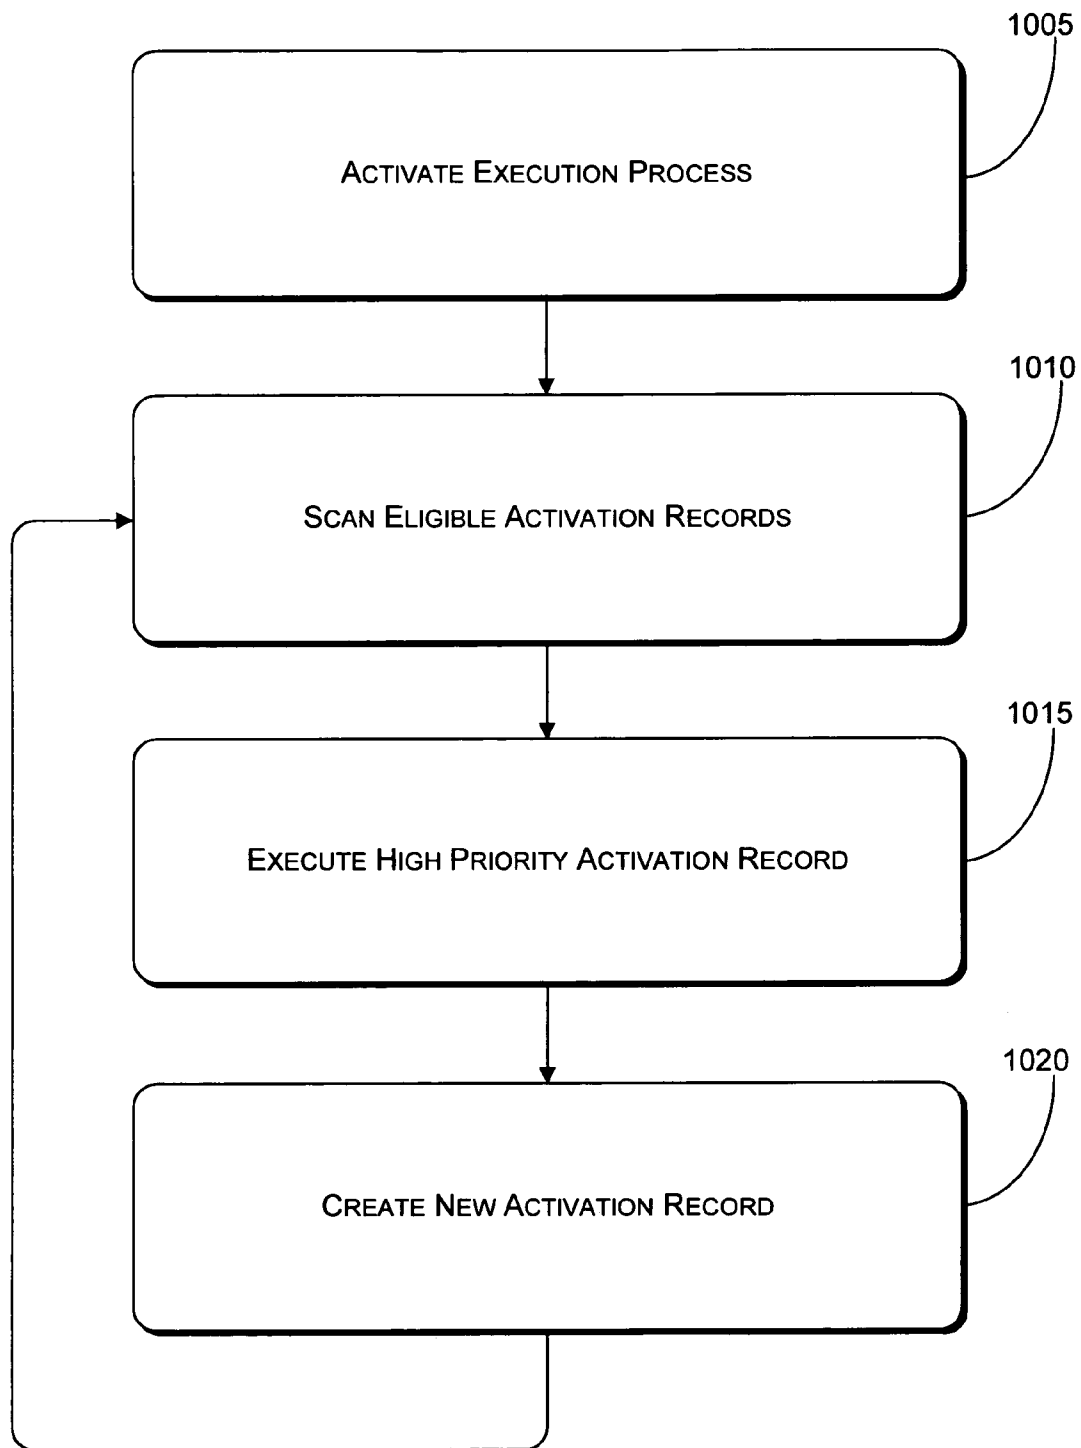 1005
ACTIVATE EXECUTION PROCESS
1010
SCAN ELIGIBLE ACTIVATION RECORDS
1015
EXECUTE HIGH PRIORITY ACTIVATION RECORD
1020
CREATE NEW ACTIVATION RECORD